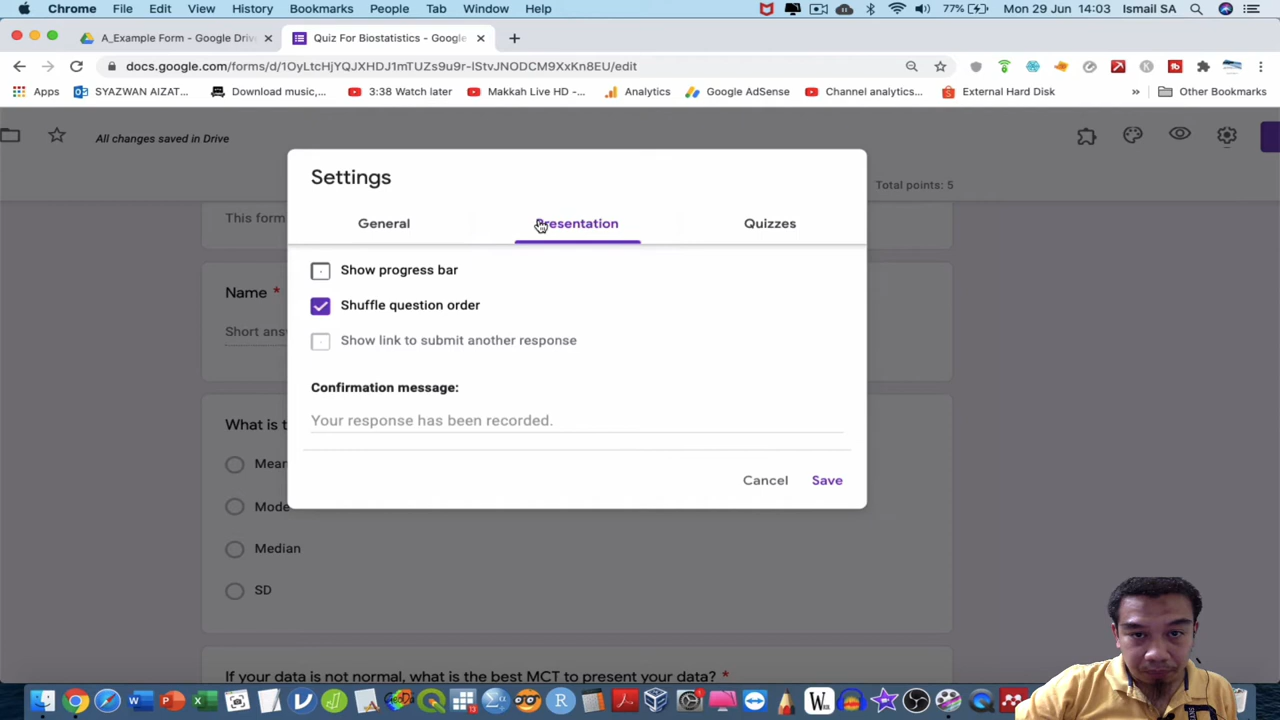 Chrome File Edit View History Bookmarks People Tab Window Help 77% Mon 29 Jun 14:03 Ismail SA
A_Example Form - Google Driv
Quiz For Biostatistics - Google
docs.google.com/forms/d/1OyLtcHjYQJXHDJ1mTUZs9u9r-iStvJNODCM9XxKn8EU/edit
Apps SYAZWAN AIZAT... Download music,... 3:38 Watch later Makkah Live HD -... Analytics Google AdSense Channel analytics... External Hard Disk » Other Bookmarks
All changes saved in Drive
Settings
Total points: 5
This form
General Presentation Quizzes
Show progress bar
Name *
Shuffle question order
Short ans
Show link to submit another response
Confirmation message:
What is t
Your response has been recorded.
Mean
Cancel Save
Mode
Median
SD
If your data is not normal, what is the best MCT to present your data? *